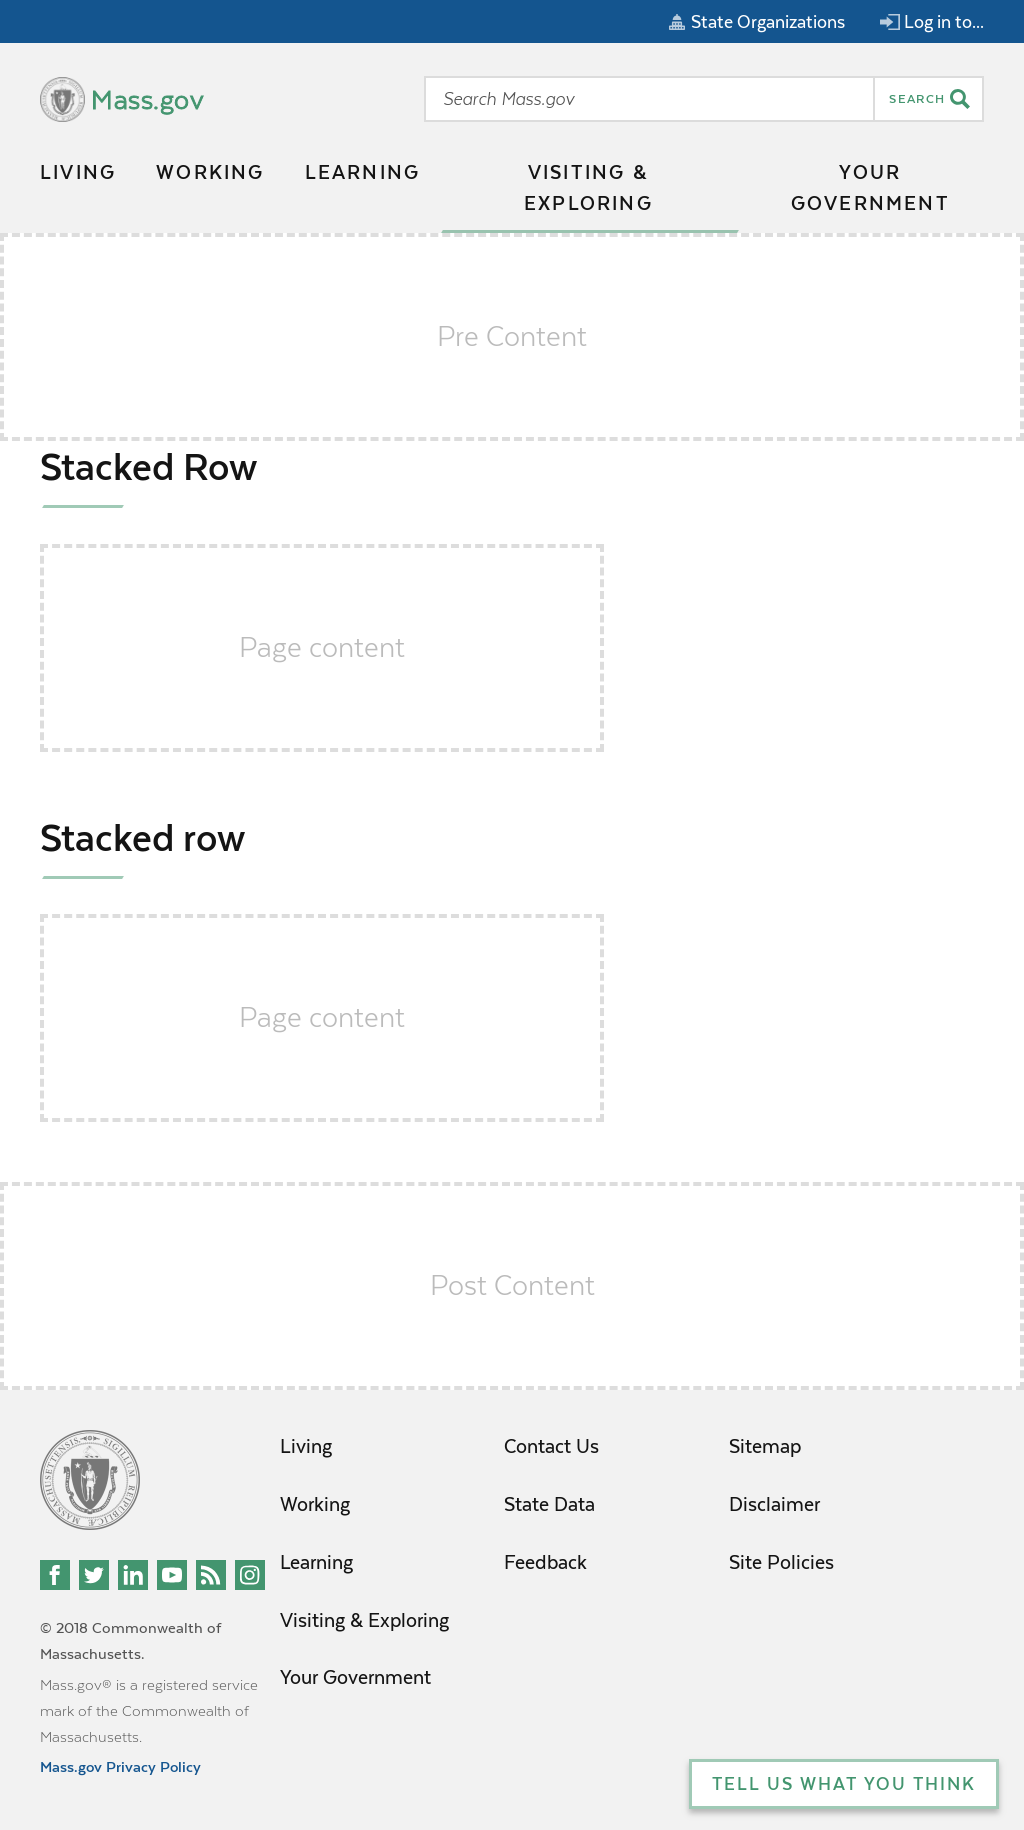 State Organizations
Log in to...
Mass.gov
Search Mass.gov
SEARCH
LIVING
WORKING
LEARNING
VISITING &
EXPLORING
YOUR
GOVERNMENT
Pre Content
Stacked Row
Page content
Stacked row
Page content
Post Content
Living
Working
Learning
Visiting & Exploring
Your Government
Contact Us
State Data
Feedback
Sitemap
Disclaimer
Site Policies
© 2018 Commonwealth of
Massachusetts.
Mass.gov® is a registered service
mark of the Commonwealth of
Massachusetts.
Mass.gov Privacy Policy
TELL US WHAT YOU THINK